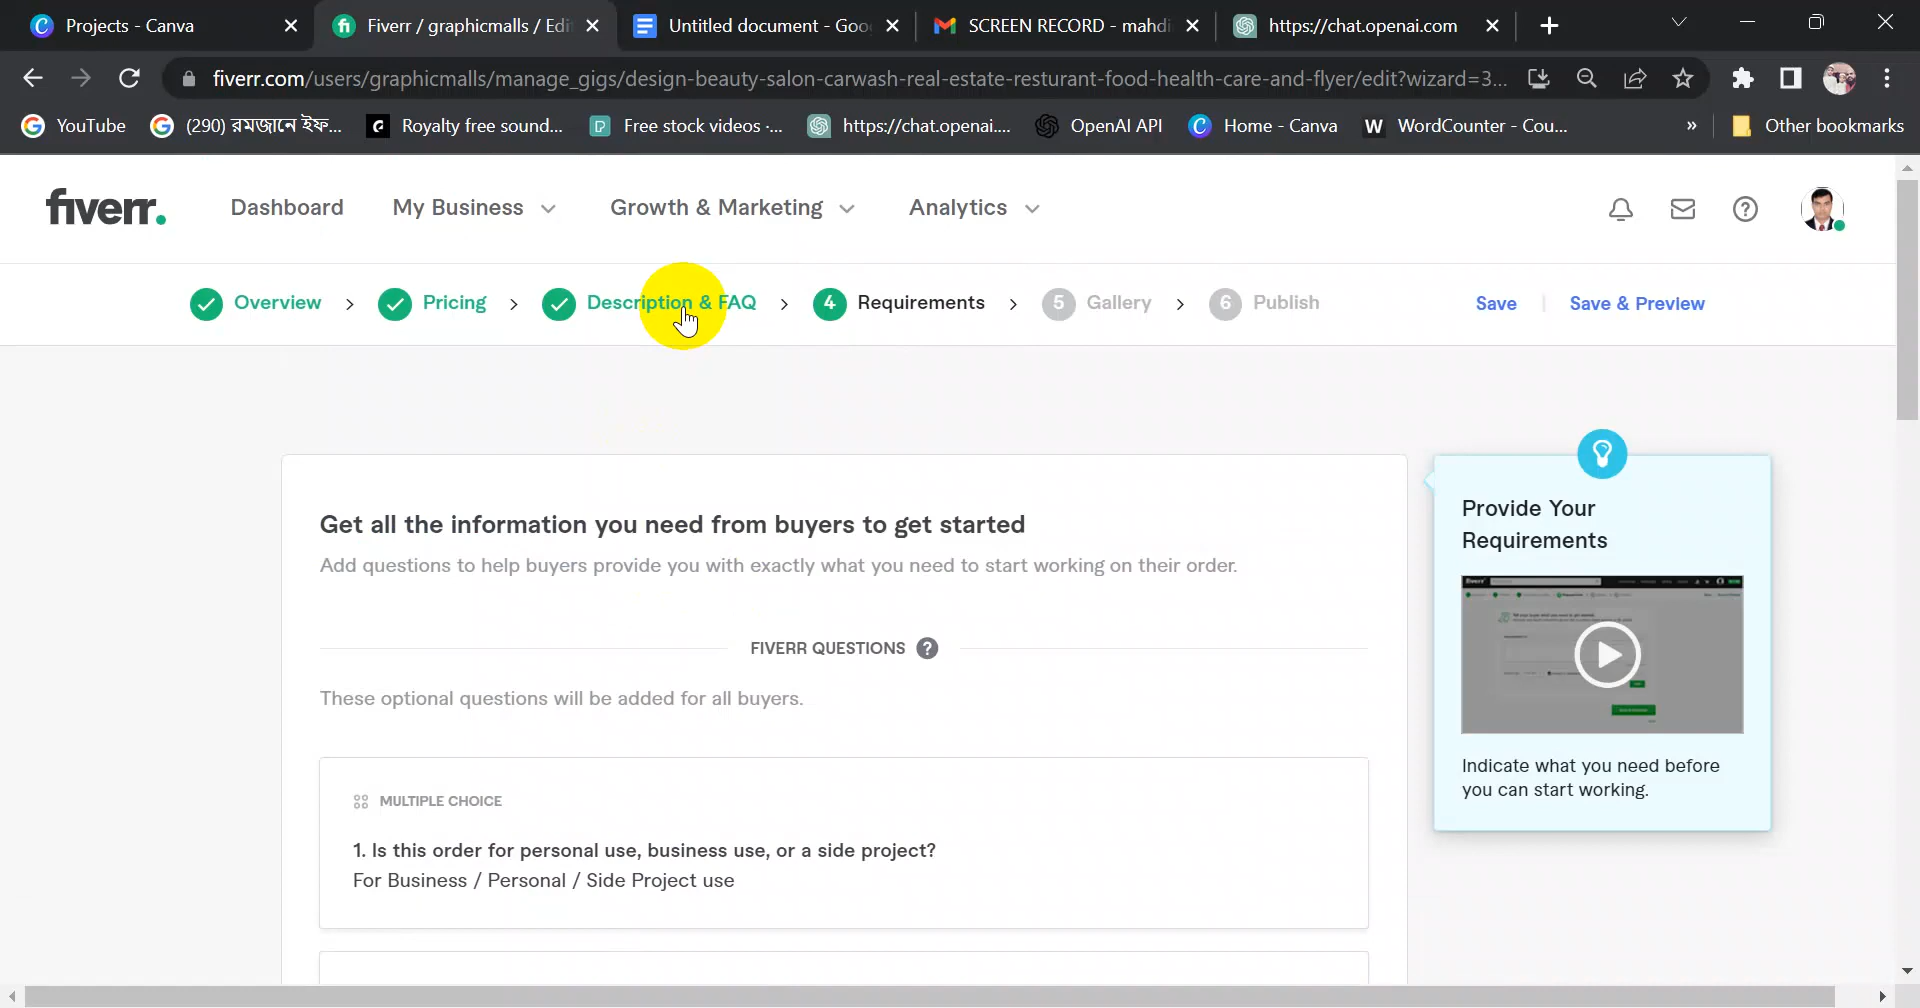 Projects - Canva
Fiverr / graphicmalls / Edi
Untitled document - Goo
SCREEN RECORD - mahdi
https://chat.openai.com
fiverr.com/users/graphicmalls/manage_gigs/design-beauty-salon-carwash-real-estate-resturant-food-health-care-and-flyer/edit?wizard=3...
YouTube
(290) রমজানে ইফ...
Royalty free sound...
Free stock videos ·...
https://chat.openai....
OpenAI API
Home - Canva
WordCounter - Cou...
»
Other bookmarks
fiverr.
Dashboard
My Business
Growth & Marketing
Analytics
Overview
Pricing
Description & FAQ
4 Requirements
5 Gallery
6 Publish
Save
Save & Preview
Get all the information you need from buyers to get started
Add questions to help buyers provide you with exactly what you need to start working on their order.
FIVERR QUESTIONS ?
These optional questions will be added for all buyers.
MULTIPLE CHOICE
1. Is this order for personal use, business use, or a side project?
For Business / Personal / Side Project use
Provide Your
Requirements
Indicate what you need before
you can start working.